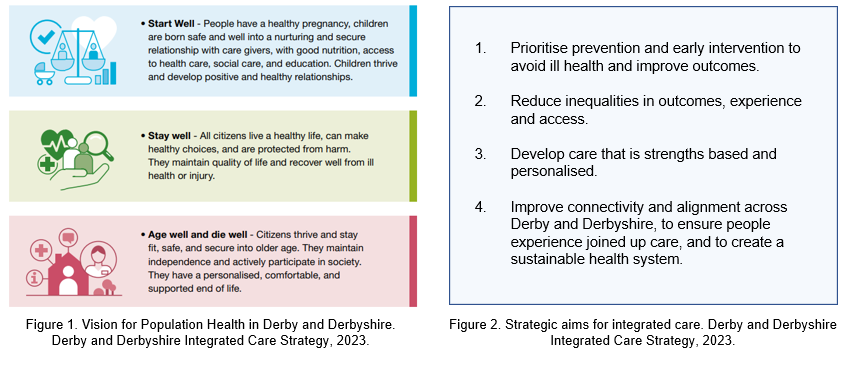 • Start Well - People have a healthy pregnancy, children
are born safe and well into a nurturing and secure
relationship with care givers, with good nutrition, access
to health care, social care, and education. Children thrive
and develop positive and healthy relationships.
• Stay well - All citizens live a healthy life, can make
healthy choices, and are protected from harm.
They maintain quality of life and recover well from ill
health or injury.
• Age well and die well - Citizens thrive and stay
fit, safe, and secure into older age. They maintain
independence and actively participate in society.
They have a personalised, comfortable, and
supported end of life.
Figure 1. Vision for Population Health in Derby and Derbyshire.
Derby and Derbyshire Integrated Care Strategy, 2023.
1. Prioritise prevention and early intervention to
avoid ill health and improve outcomes.
2. Reduce inequalities in outcomes, experience
and access.
3. Develop care that is strengths based and
personalised.
4. Improve connectivity and alignment across
Derby and Derbyshire, to ensure people
experience joined up care, and to create a
sustainable health system.
Figure 2. Strategic aims for integrated care. Derby and Derbyshire
Integrated Care Strategy, 2023.